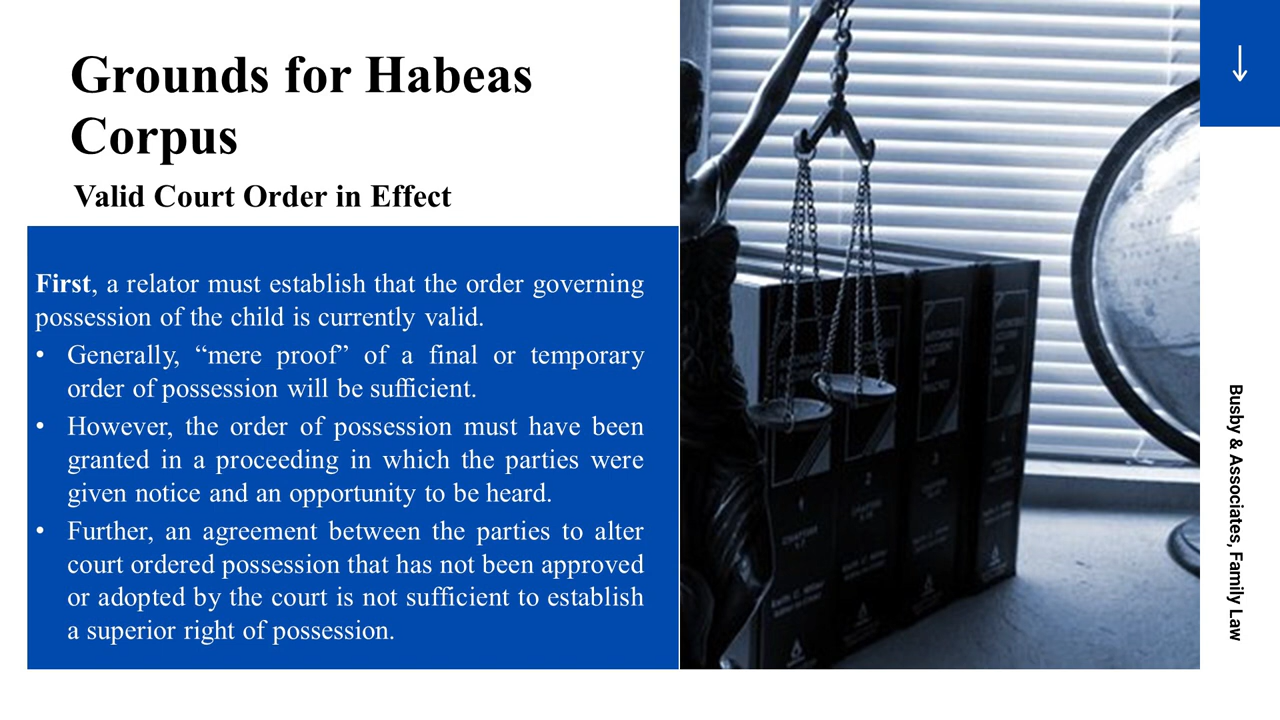 Grounds for Habeas
Corpus
Valid Court Order in Effect
First, a relator must establish that the order governing
possession of the child is currently valid.
• Generally, “mere proof” of a final or temporary
order of possession will be sufficient.
• However, the order of possession must have been
granted in a proceeding in which the parties were
given notice and an opportunity to be heard.
• Further, an agreement between the parties to alter
court ordered possession that has not been approved
or adopted by the court is not sufficient to establish
a superior right of possession.
Busby & Associates, Family Law